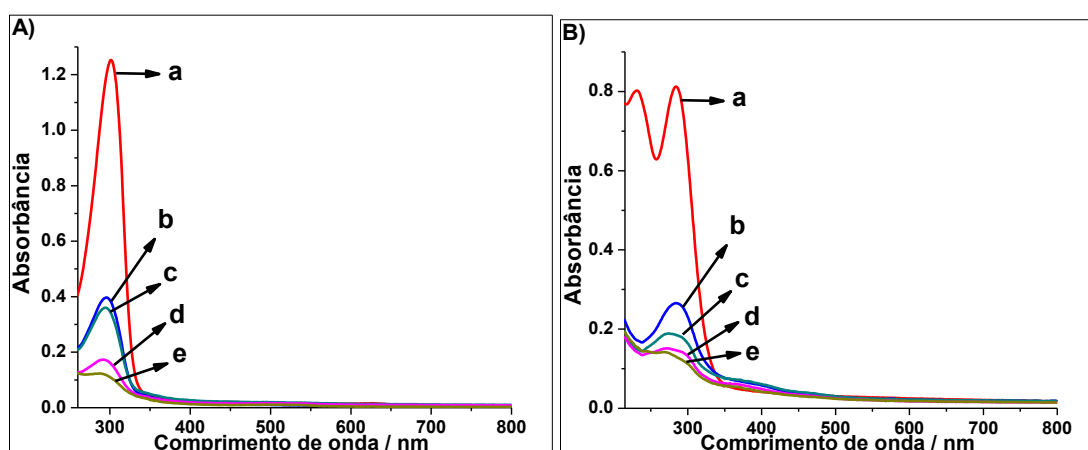 A)
Absorbância
1.2
1.0
0.8
0.6
0.4
0.2
0.0
a
b
c
d
e
300 400 500 600 700 800
Comprimento de onda / nm
B)
Absorbância
0.8
0.6
0.4
0.2
0.0
a
b
c
d
e
300 400 500 600 700 800
Comprimento de onda / nm